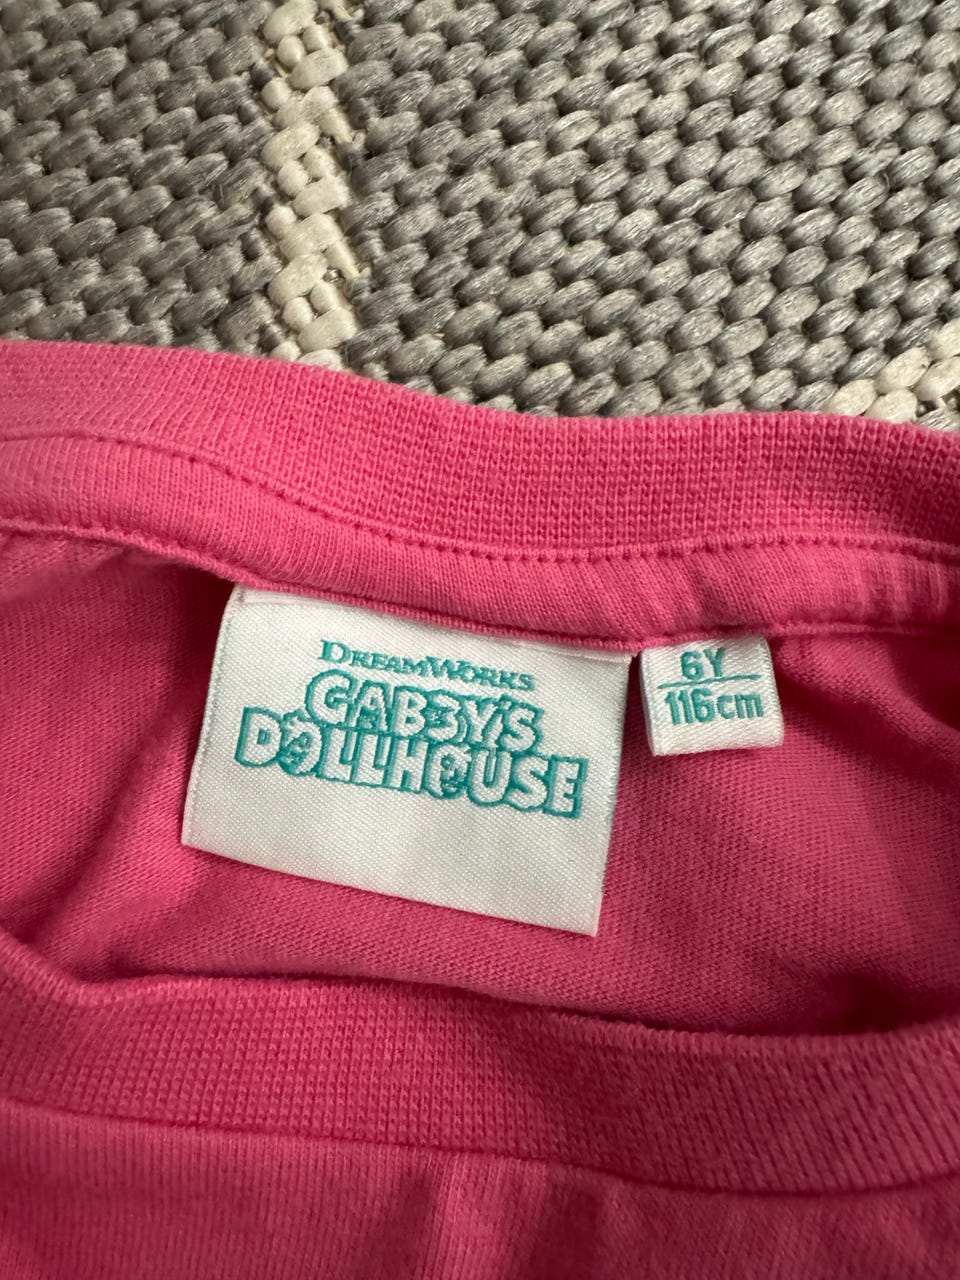 DREAMWORKS
GABBY'S
DOLLHOUSE
6Y
116cm